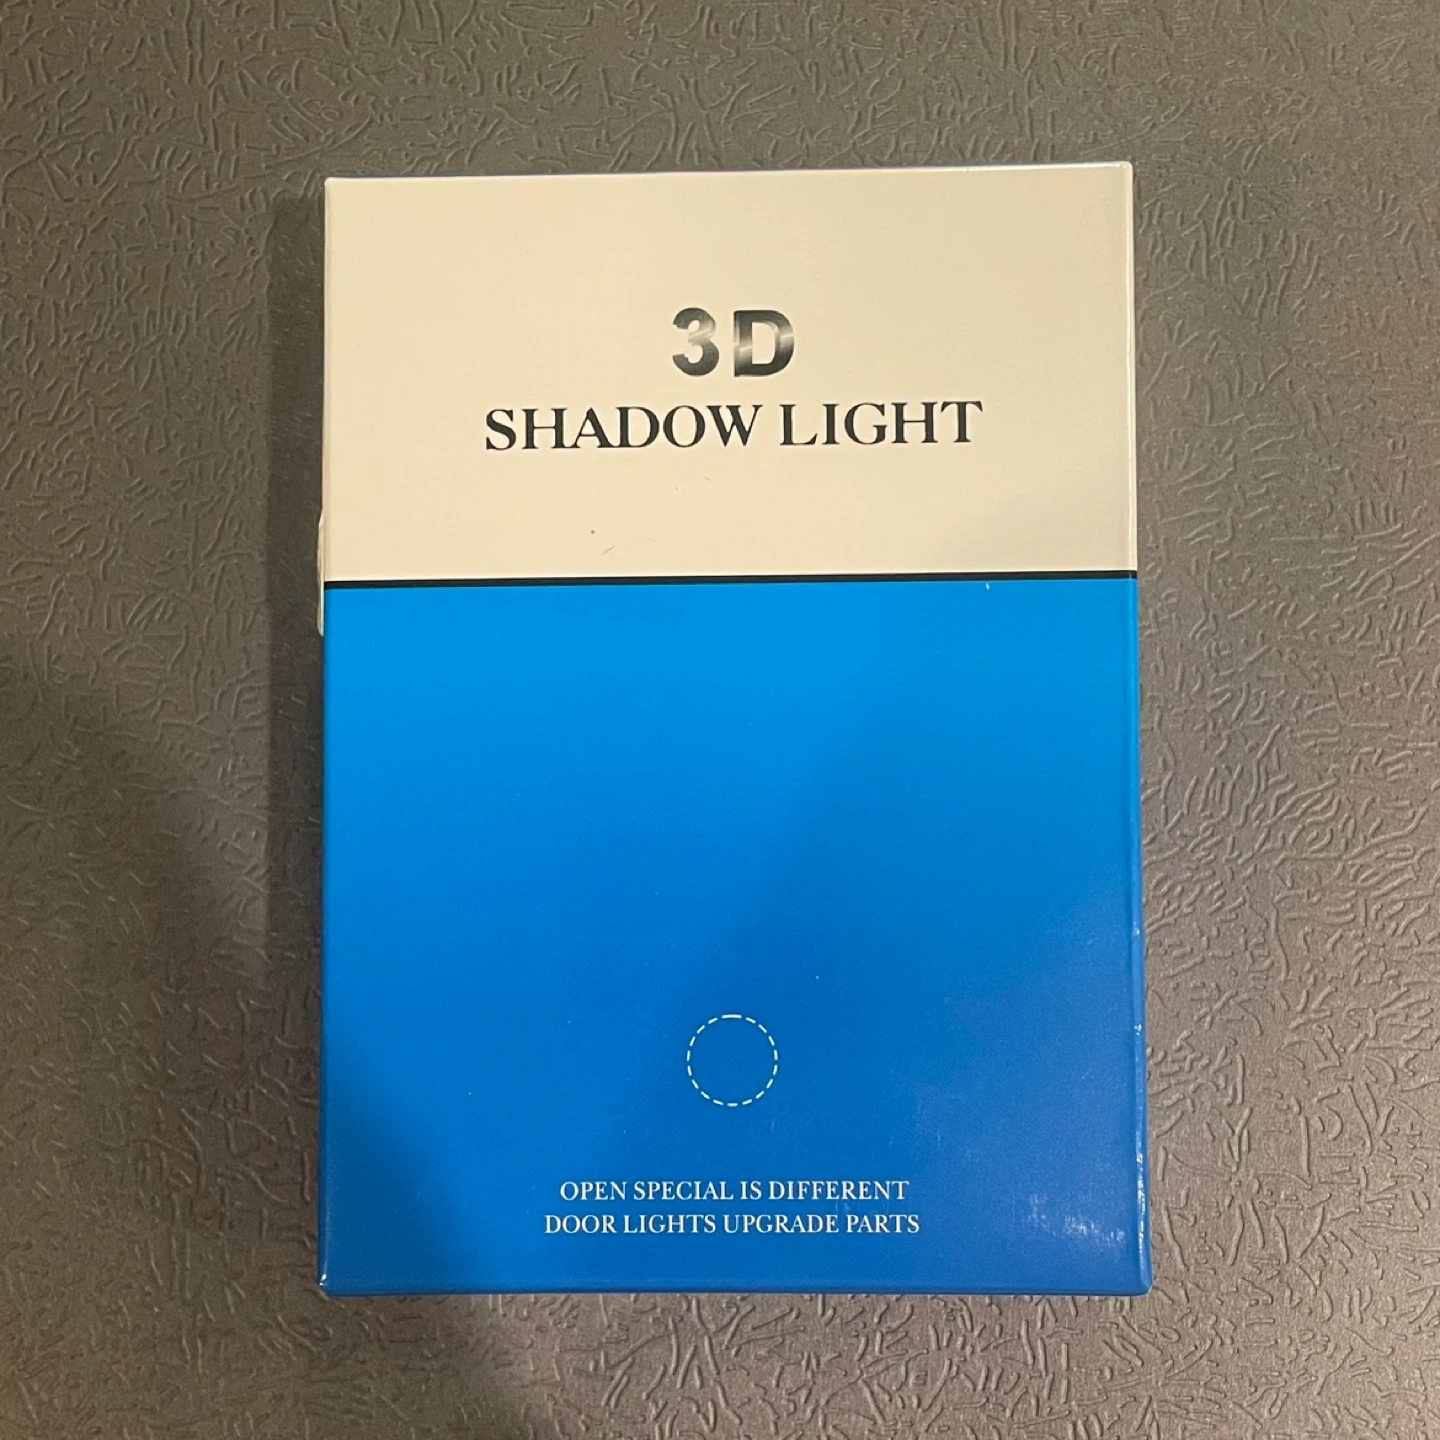 3D
SHADOW LIGHT
OPEN SPECIAL IS DIFFERENT
DOOR LIGHTS UPGRADE PARTS